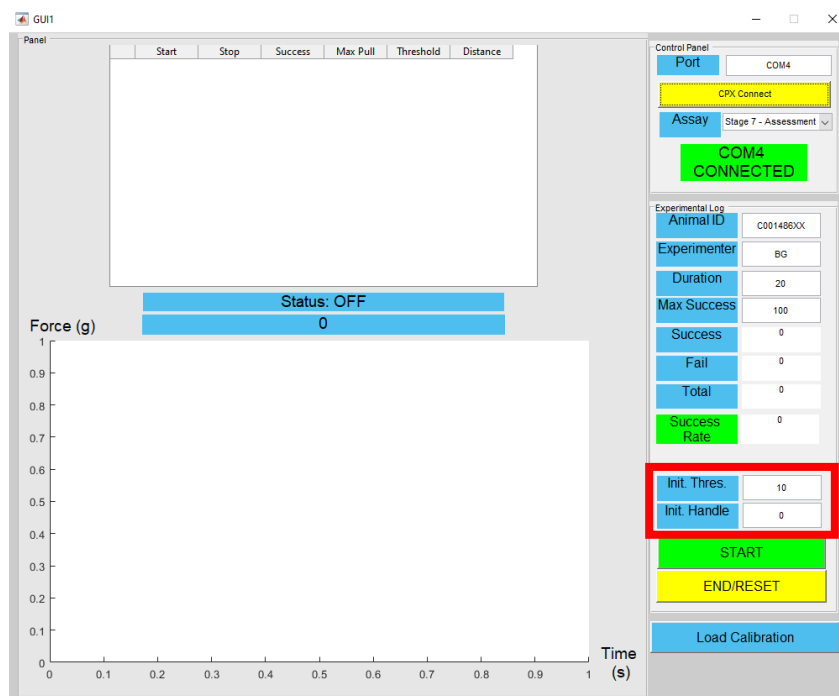 GUI1
Panel
Start Stop Success Max Pull Threshold Distance
Status: OFF
0
Force (g)
1
0.9
0.8
0.7
0.6
0.5
0.4
0.3
0.2
0.1
0
0 0.1 0.2 0.3 0.4 0.5 0.6 0.7 0.8 0.9 1
Time
(s)
Control Panel
Port COM4
CPX Connect
Assay Stage 7 - Assessment
COM4
CONNECTED
Experimental Log
Animal ID C001486XX
Experimenter BG
Duration 20
Max Success 100
Success 0
Fail 0
Total 0
Success 0
Rate
Init. Thres. 10
Init. Handle 0
START
END/RESET
Load Calibration